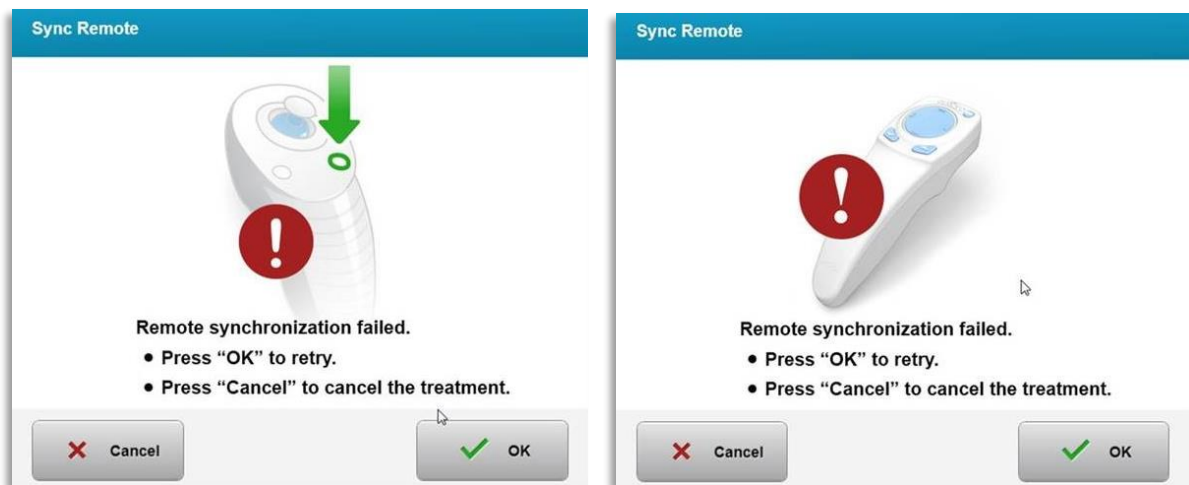 Sync Remote
Remote synchronization failed.
• Press “OK” to retry.
• Press “Cancel” to cancel the treatment.
Cancel
OK
Sync Remote
Remote synchronization failed.
• Press “OK” to retry.
• Press “Cancel” to cancel the treatment.
Cancel
OK